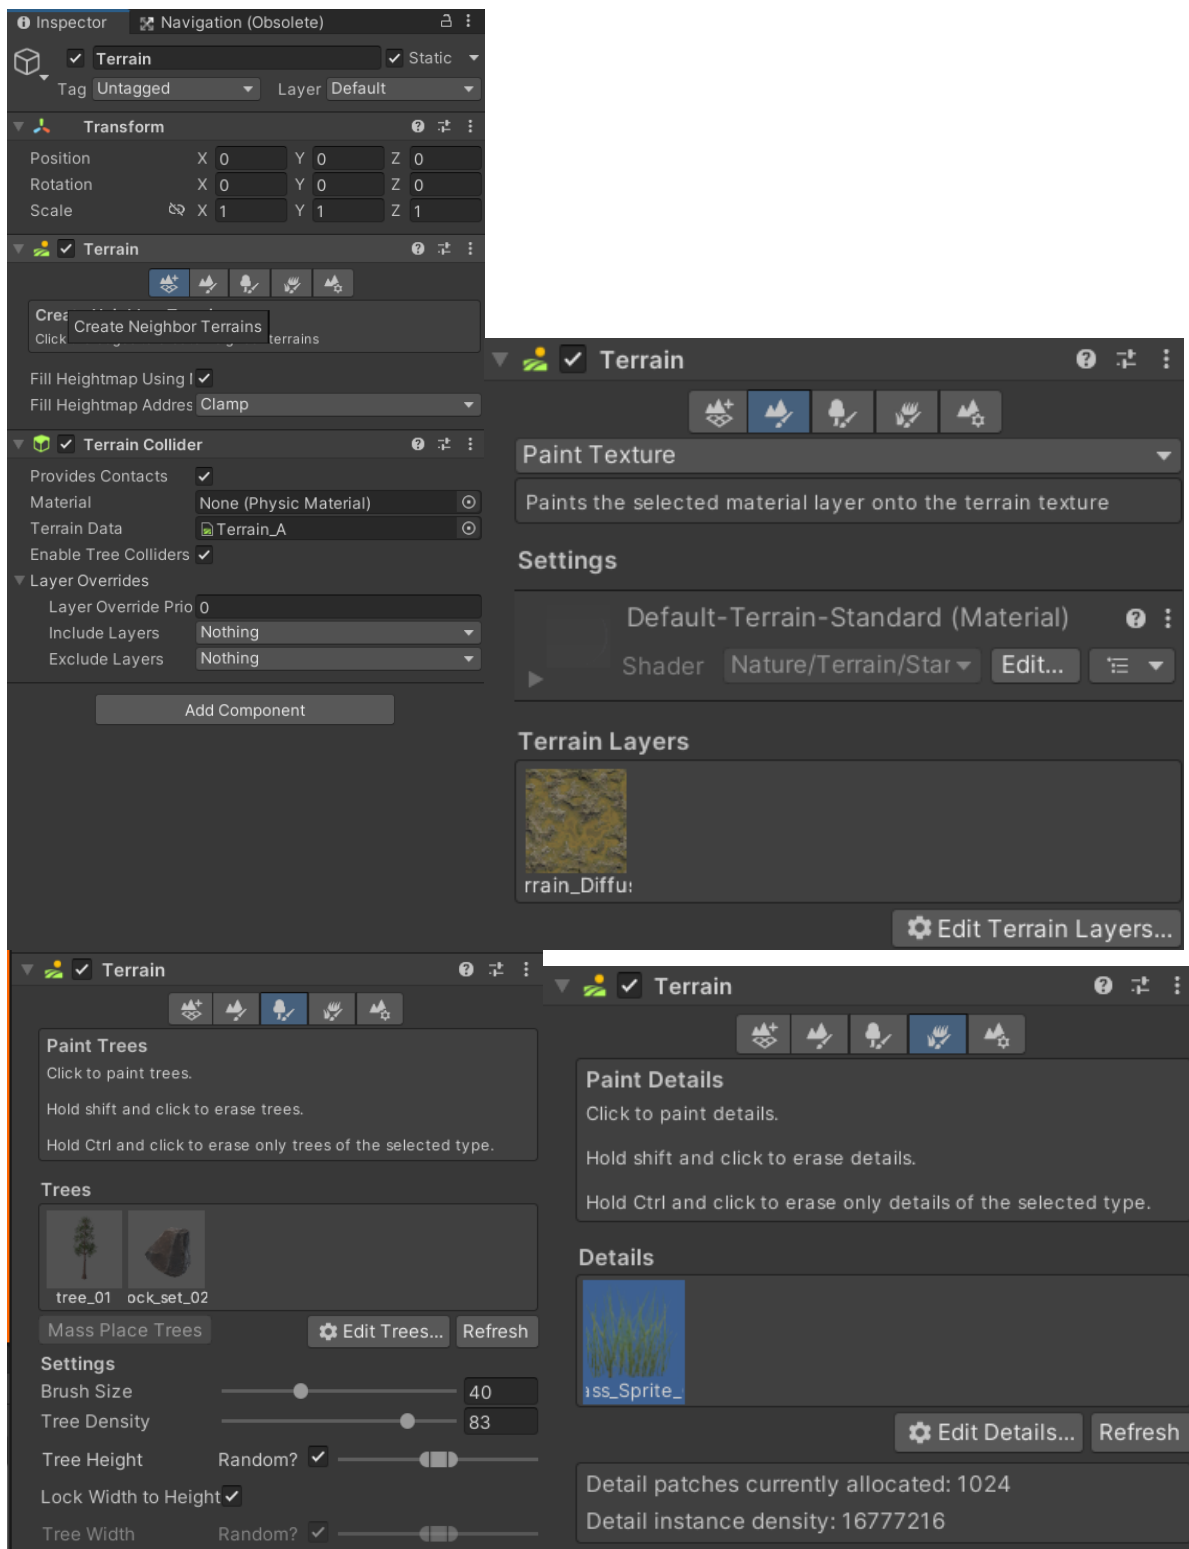 Inspector
Navigation (Obsolete)
Terrain
Static
Tag Untagged
Layer Default
Transform
Position X 0 Y 0 Z 0
Rotation X 0 Y 0 Z 0
Scale X 1 Y 1 Z 1
Terrain
Crea
Create Neighbor Terrains
Click
terrains
Fill Heightmap Using
Fill Heightmap Addres Clamp
Terrain Collider
Provides Contacts
Material None (Physic Material)
Terrain Data Terrain_A
Enable Tree Colliders
Layer Overrides
Layer Override Prio 0
Include Layers Nothing
Exclude Layers Nothing
Add Component
Terrain
Paint Texture
Paints the selected material layer onto the terrain texture
Settings
Default-Terrain-Standard (Material)
Shader Nature/Terrain/Star Edit...
Terrain Layers
rrain_Diffu
Edit Terrain Layers...
Terrain
Paint Trees
Click to paint trees.
Hold shift and click to erase trees.
Hold Ctrl and click to erase only trees of the selected type.
Trees
tree_01 ock_set_02
Mass Place Trees Edit Trees... Refresh
Settings
Brush Size 40
Tree Density 83
Tree Height Random?
Lock Width to Height
Tree Width Random?
Terrain
Paint Details
Click to paint details.
Hold shift and click to erase details.
Hold Ctrl and click to erase only details of the selected type.
Details
ass_Sprite_
Edit Details... Refresh
Detail patches currently allocated: 1024
Detail instance density: 16777216